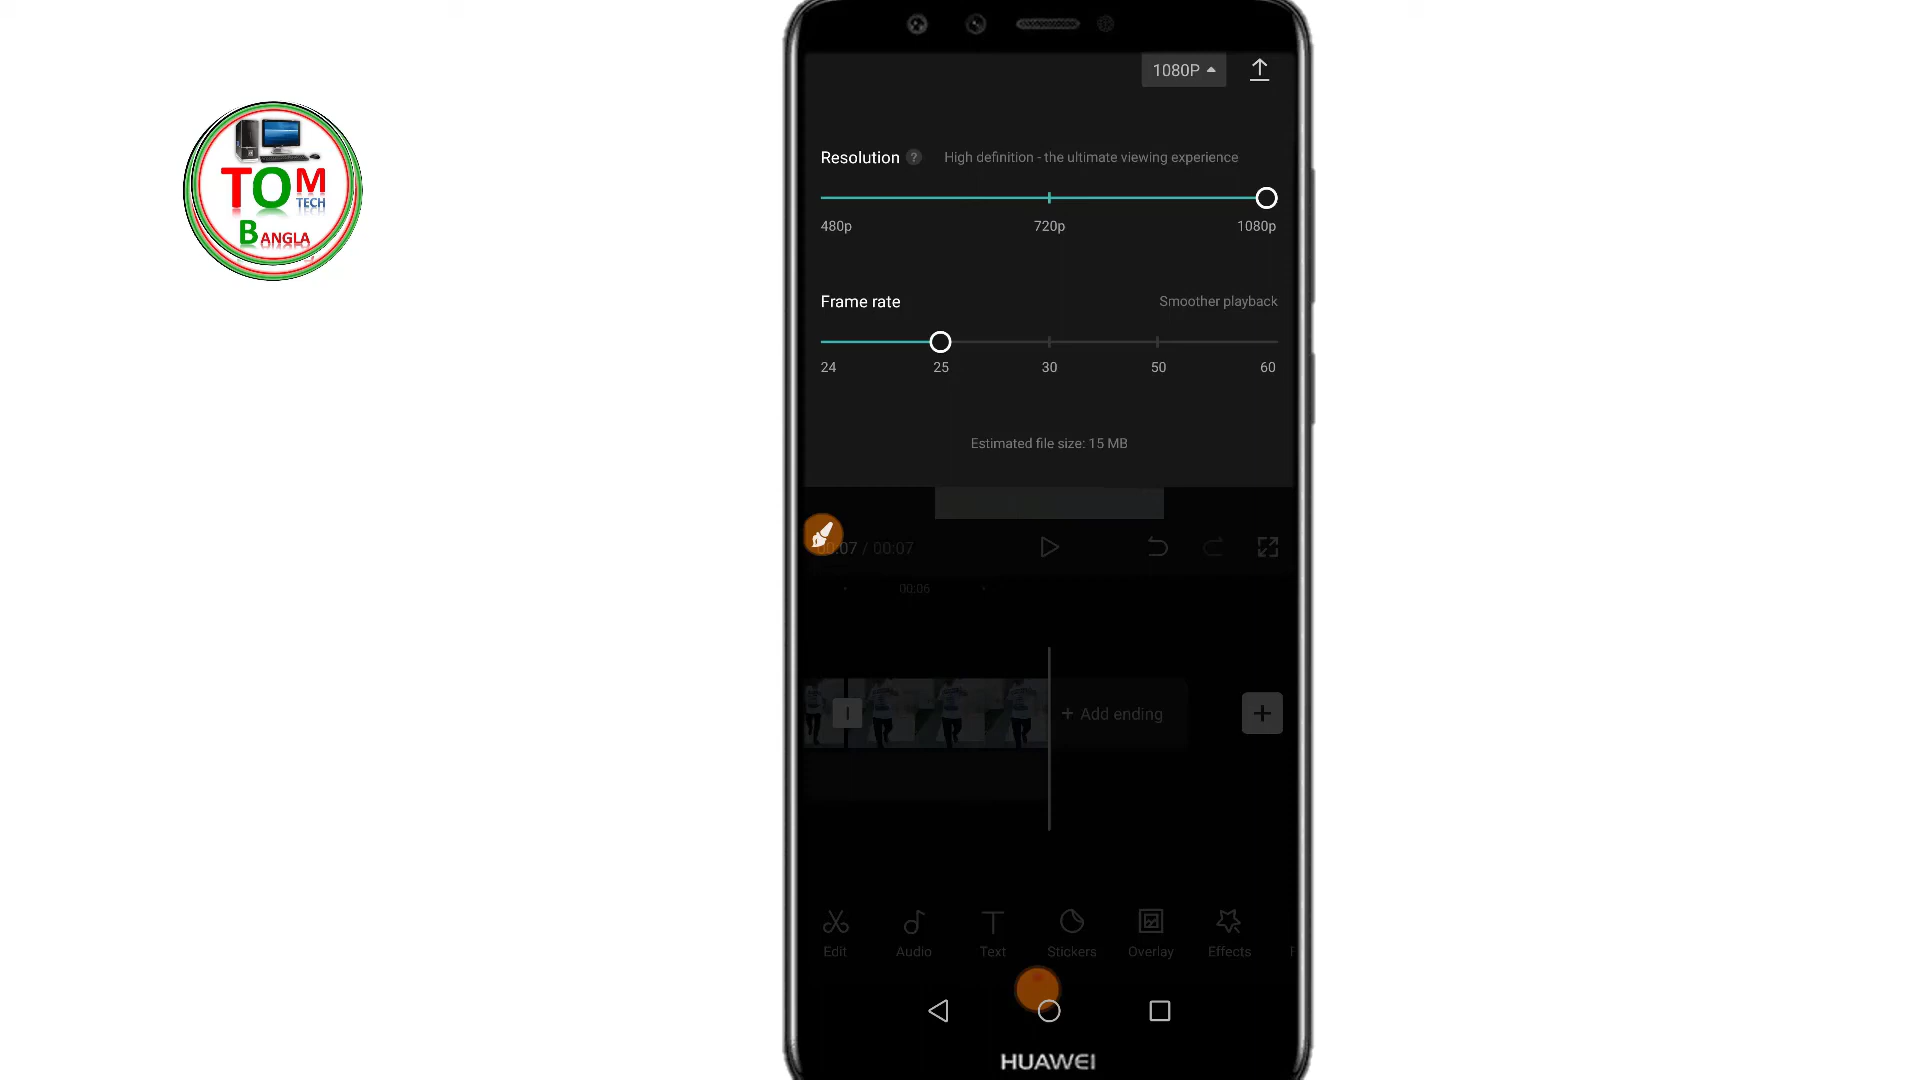 TOM
TECH
BANGLA
1080P
Resolution ? High definition - the ultimate viewing experience
480p 720p 1080p
Frame rate Smoother playback
24 25 30 50 60
Estimated file size: 15 MB
00:07 / 00:07
00:06
+ Add ending
+
Edit Audio Text Stickers Overlay Effects
HUAWEI